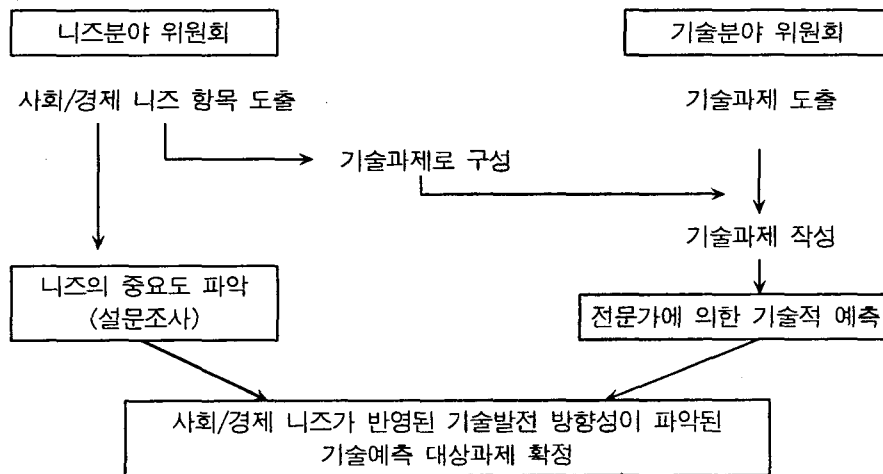 니즈분야 위원회
기술분야 위원회
사회/경제 니즈 항목 도출
기술과제 도출
기술과제로 구성
기술과제 작성
니즈의 중요도 파악
(설문조사)
전문가에 의한 기술적 예측
사회/경제 니즈가 반영된 기술발전 방향성이 파악된
기술예측 대상과제 확정